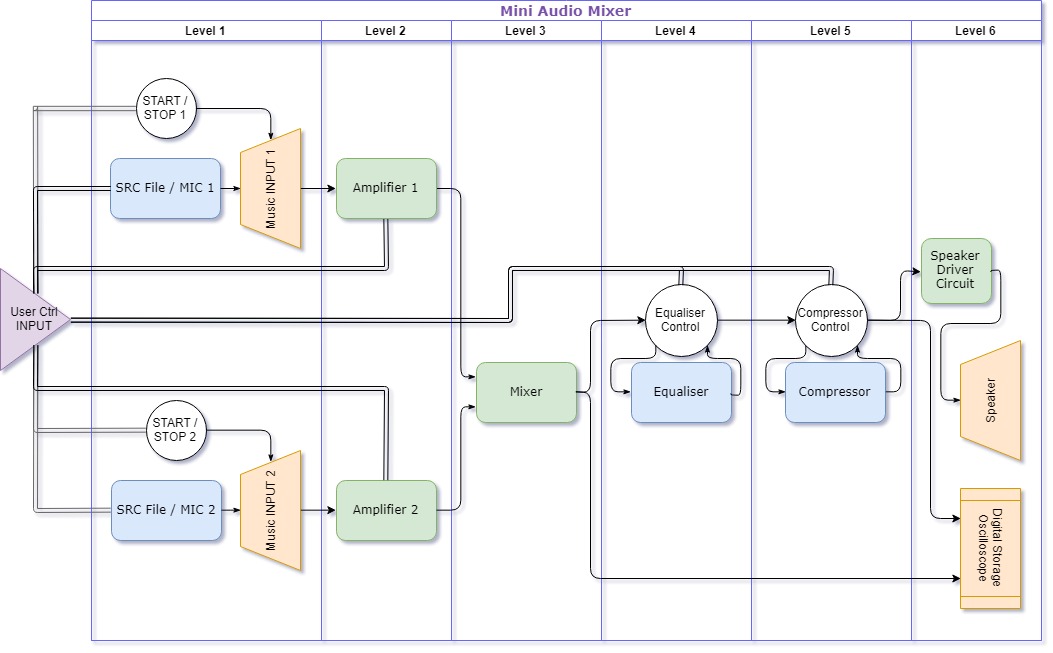 Mini Audio Mixer
Level 1
Level 2
Level 3
Level 4
Level 5
Level 6
START /
STOP 1
SRC File / MIC 1
Music INPUT 1
Amplifier 1
User Ctrl
INPUT
START /
STOP 2
SRC File / MIC 2
Music INPUT 2
Amplifier 2
Mixer
Equaliser
Control
Equaliser
Compressor
Control
Compressor
Speaker
Driver
Circuit
Speaker
Digital Storage
Oscilloscope